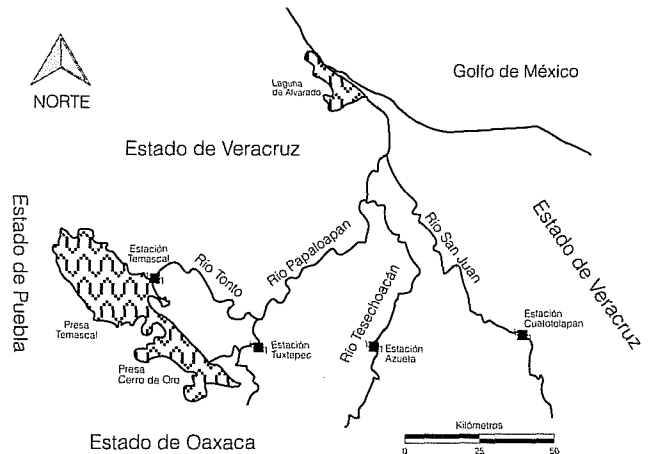 Golfo de México
NORTE
Laguna
de Alvarado
Estado de Veracruz
Estado de Puebla
Estación
Temascal
Río Tonto
Río Papaloapan
Río San Juan
Estado de Veracruz
Río Tesechoacán
Presa
Temascal
Estación
Cuatotolapan
Estación
Tuxtepec
Estación
Azueta
Presa
Cerro de Oro
Kilómetros
0
25
50
Estado de Oaxaca